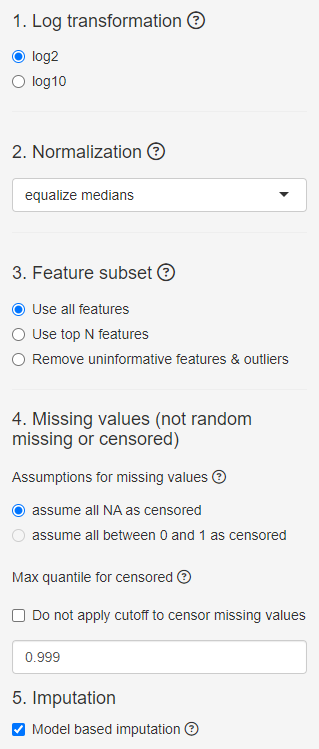 1. Log transformation ?
log2
log10
2. Normalization ?
equalize medians
3. Feature subset ?
Use all features
Use top N features
Remove uninformative features & outliers
4. Missing values (not random
missing or censored)
Assumptions for missing values ?
assume all NA as censored
assume all between 0 and 1 as censored
Max quantile for censored ?
Do not apply cutoff to censor missing values
0.999
5. Imputation
Model based imputation ?